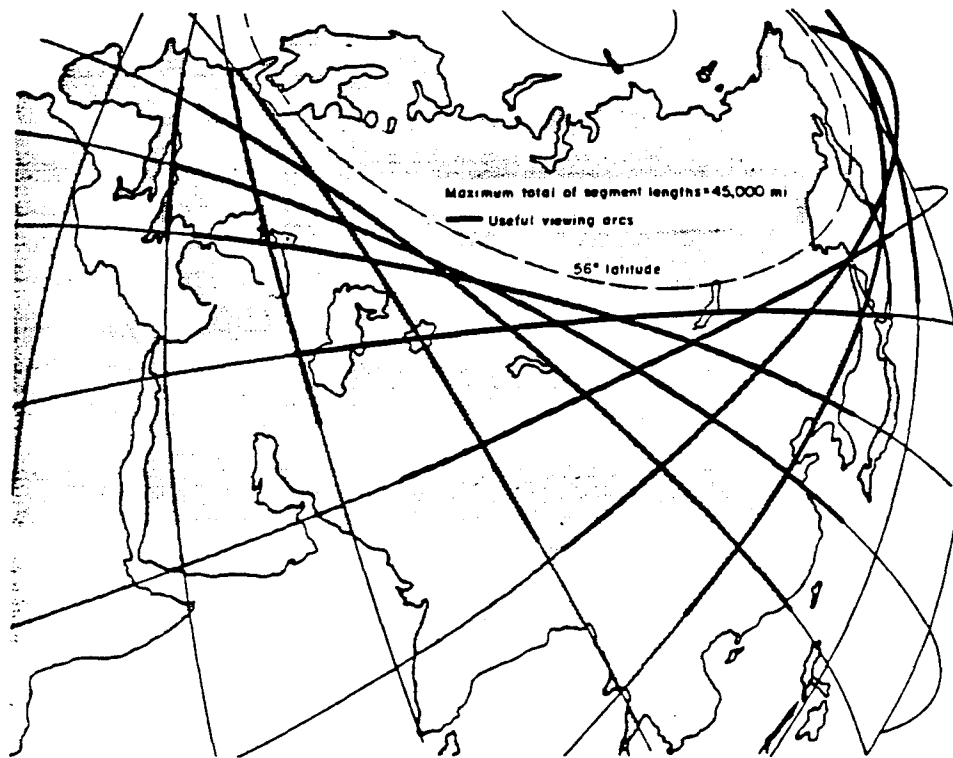 Maximum total of segment lengths=45,000 mi
Useful viewing arcs
56° latitude